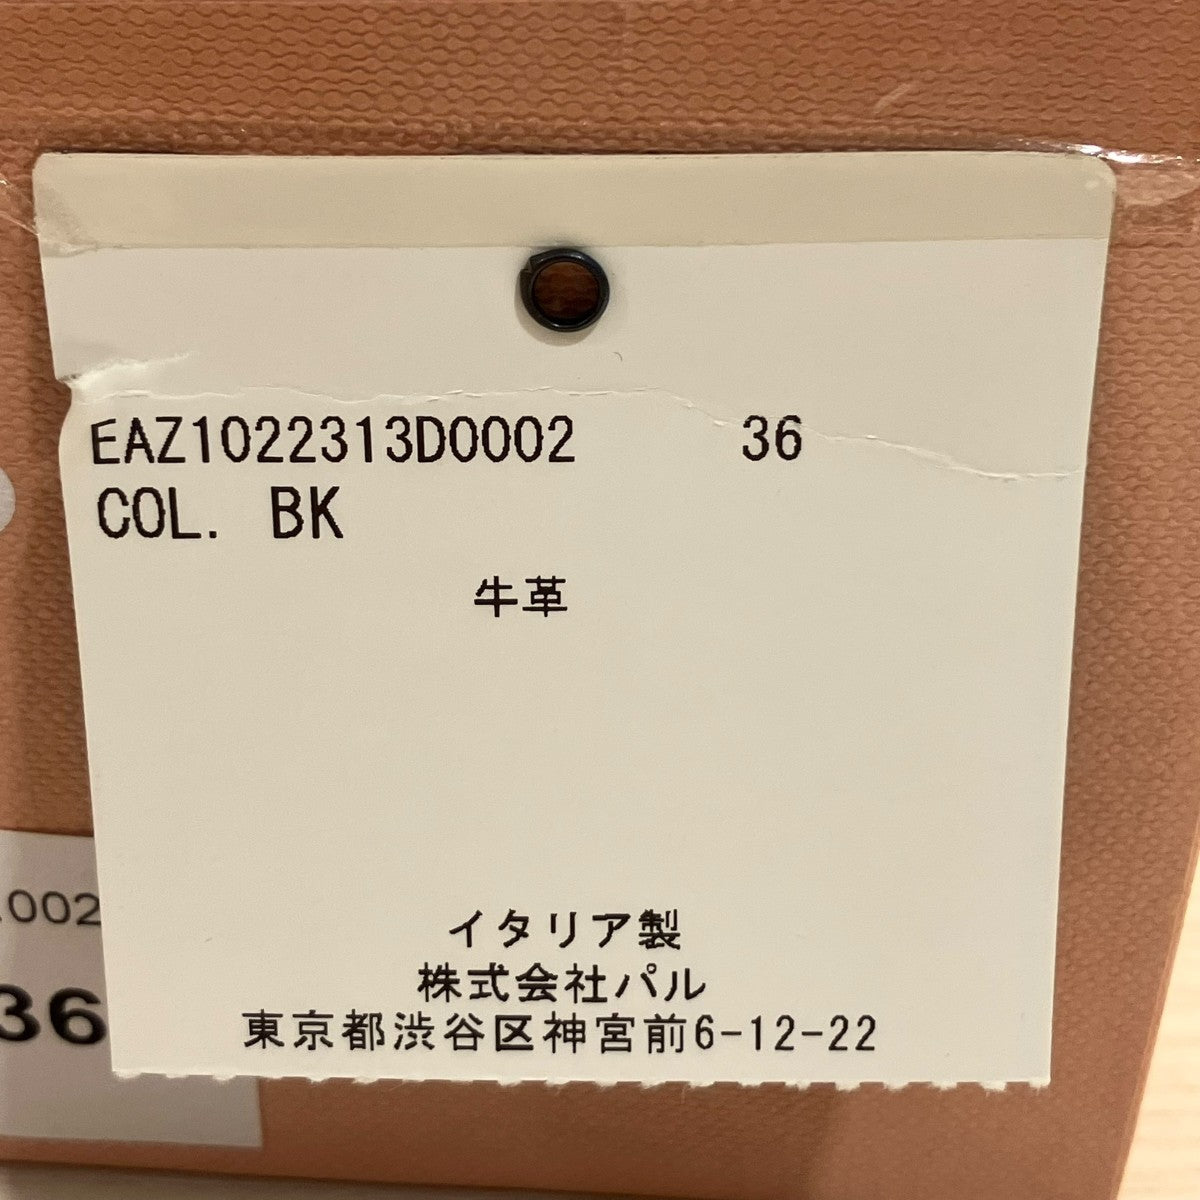 EAZ1022313D0002 36
COL. BK
牛革
イタリア製
株式会社パル
東京都渋谷区神宮前6-12-22
.002
36